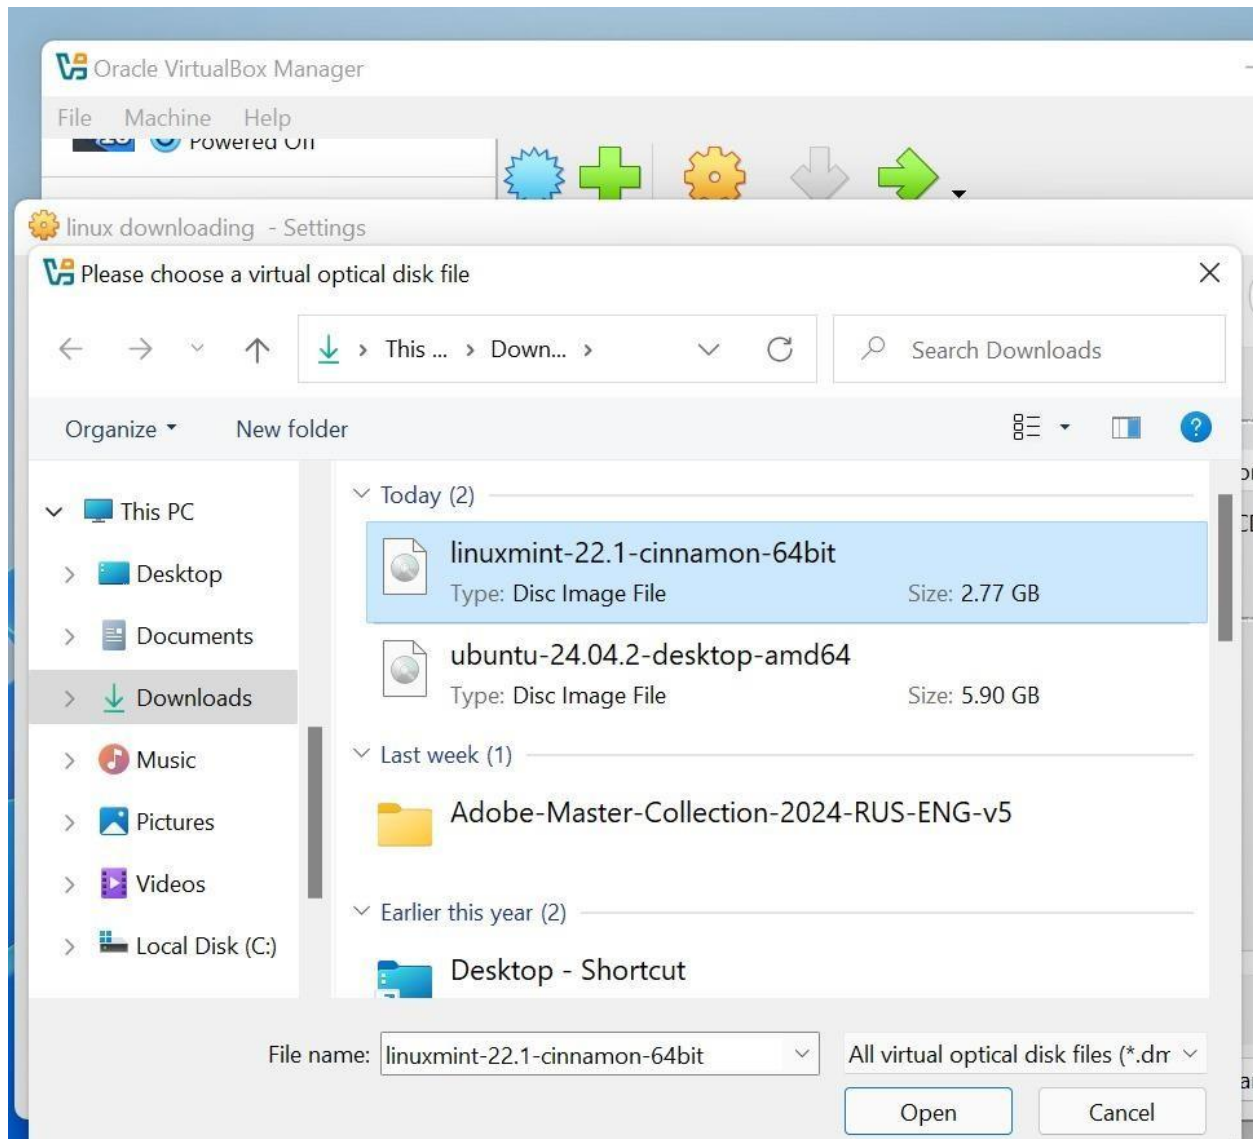 Oracle VirtualBox Manager
File Machine Help
Powered Off
linux downloading - Settings
Please choose a virtual optical disk file
This ... Down...
Search Downloads
Organize New folder
This PC
Desktop
Documents
Downloads
Music
Pictures
Videos
Local Disk (C:)
Today (2)
linuxmint-22.1-cinnamon-64bit
Type: Disc Image File Size: 2.77 GB
ubuntu-24.04.2-desktop-amd64
Type: Disc Image File Size: 5.90 GB
Last week (1)
Adobe-Master-Collection-2024-RUS-ENG-v5
Earlier this year (2)
Desktop - Shortcut
File name: linuxmint-22.1-cinnamon-64bit
All virtual optical disk files (*.dm
Open Cancel